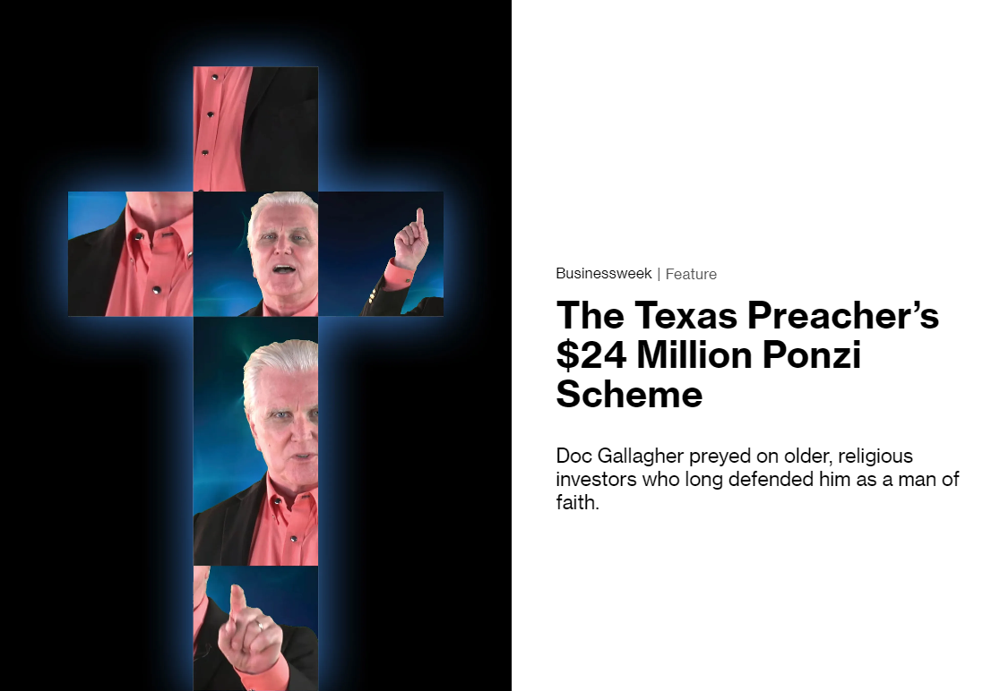 Businessweek | Feature
The Texas Preacher’s
$24 Million Ponzi
Scheme
Doc Gallagher preyed on older, religious
investors who long defended him as a man of
faith.